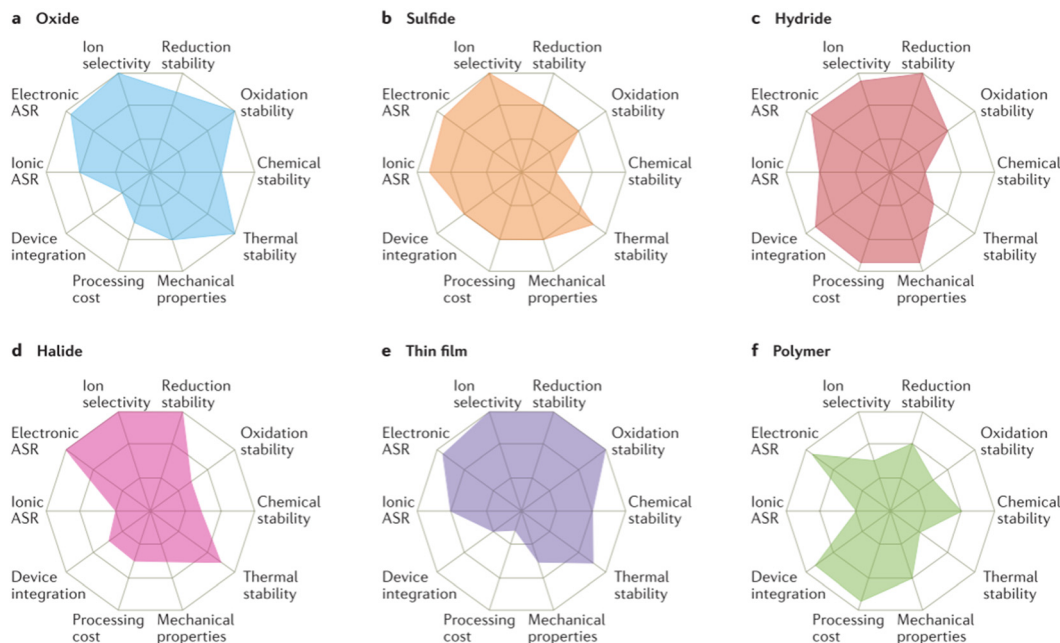 a Oxide
Ion
selectivity
Reduction
stability
Electronic
ASR
Oxidation
stability
Ionic
ASR
Chemical
stability
Device
integration
Thermal
stability
Processing
cost
Mechanical
properties
b Sulfide
Ion
selectivity
Reduction
stability
Electronic
ASR
Oxidation
stability
Ionic
ASR
Chemical
stability
Device
integration
Thermal
stability
Processing
cost
Mechanical
properties
c Hydride
Ion
selectivity
Reduction
stability
Electronic
ASR
Oxidation
stability
Ionic
ASR
Chemical
stability
Device
integration
Thermal
stability
Processing
cost
Mechanical
properties
d Halide
Ion
selectivity
Reduction
stability
Electronic
ASR
Oxidation
stability
Ionic
ASR
Chemical
stability
Device
integration
Thermal
stability
Processing
cost
Mechanical
properties
e Thin film
Ion
selectivity
Reduction
stability
Electronic
ASR
Oxidation
stability
Ionic
ASR
Chemical
stability
Device
integration
Thermal
stability
Processing
cost
Mechanical
properties
f Polymer
Ion
selectivity
Reduction
stability
Electronic
ASR
Oxidation
stability
Ionic
ASR
Chemical
stability
Device
integration
Thermal
stability
Processing
cost
Mechanical
properties